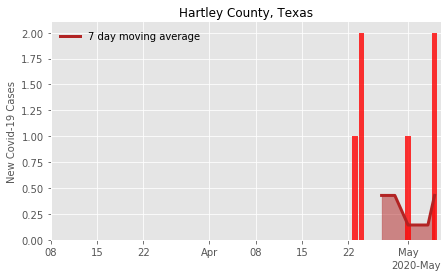 Hartley County, Texas
7 day moving average
New Covid-19 Cases
2.00
1.75
1.50
1.25
1.00
0.75
0.50
0.25
0.00
08 15 22 Apr 08 15 22 May
2020-May